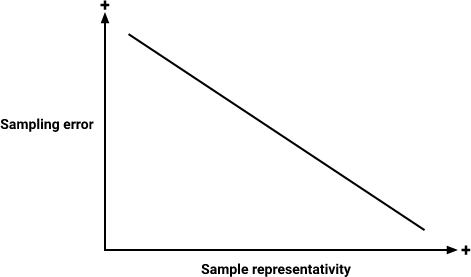 +
Sampling error
+
Sample representativity